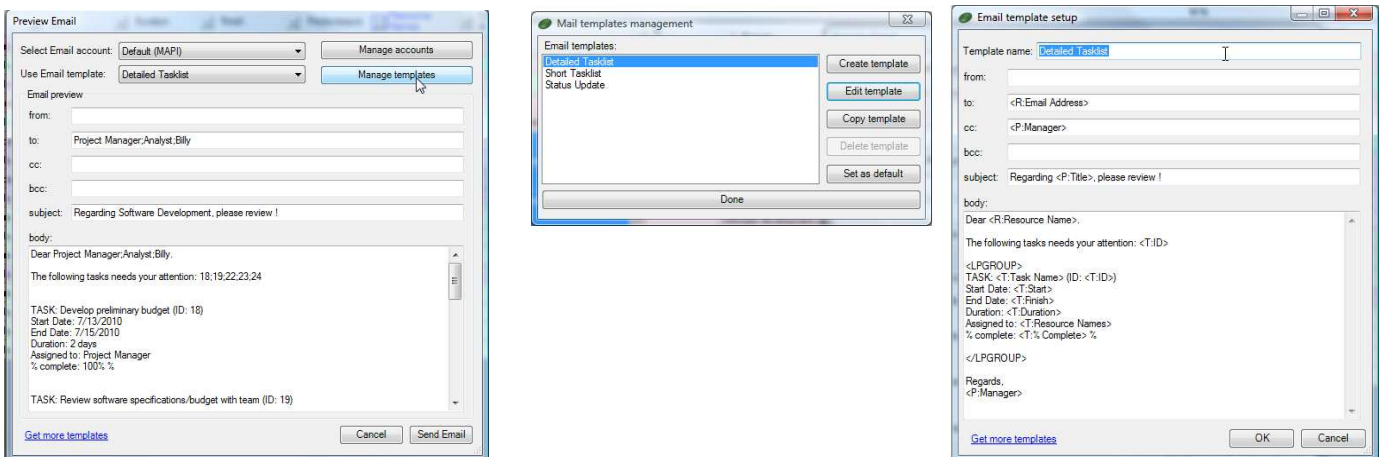 Preview Email
Select Email account: Default (MAPI) Manage accounts
Use Email template: Detailed Tasklist Manage templates
Email preview
from:
to: Project Manager;Analyst;Billy
cc:
bcc:
subject: Regarding Software Development, please review !
body:
Dear Project Manager;Analyst;Billy.
The following tasks needs your attention: 18;19;22;23;24
TASK: Develop preliminary budget (ID: 18)
Start Date: 7/13/2010
End Date: 7/15/2010
Duration: 2 days
Assigned to: Project Manager
% complete: 100% %
TASK: Review software specifications/budget with team (ID: 19)
Get more templates Cancel Send Email
Mail templates management
Email templates:
Detailed Tasklist
Short Tasklist
Status Update
Create template
Edit template
Copy template
Delete template
Set as default
Done
Email template setup
Template name: Detailed Tasklist
from:
to: <R:Email Address>
cc: <P:Manager>
bcc:
subject: Regarding <P:Title>, please review !
body:
Dear <R:Resource Name>.
The following tasks needs your attention: <T:ID>
<LPGROUP>
TASK: <T:Task Name> (ID: <T:ID>)
Start Date: <T:Start>
End Date: <T:Finish>
Duration: <T:Duration>
Assigned to: <T:Resource Names>
% complete: <T:% Complete> %
</LPGROUP>
Regards,
<P:Manager>
Get more templates OK Cancel